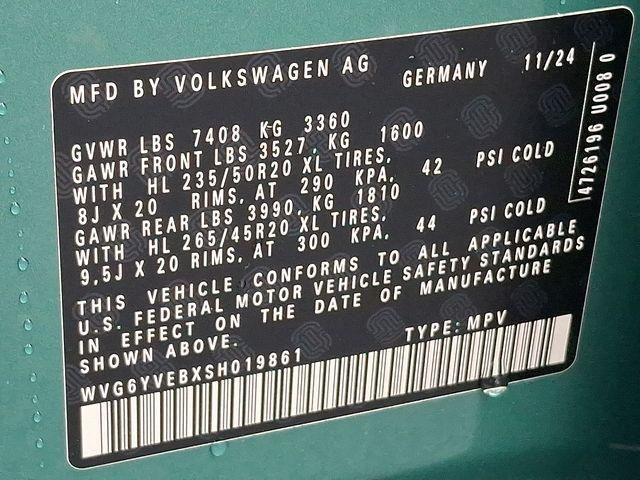 MFD BY VOLKSWAGEN AG GERMANY 11/24
GVWR LBS 7408 KG 3360
GAWR FRONT LBS 3527, KG 1600
WITH HL 235/50R20 XL TIRES,
8J X 20 RIMS, AT 290 KPA, 42 PSI COLD
GAWR REAR LBS 3990, KG 1810
WITH HL 265/45R20 XL TIRES,
9,5J X 20 RIMS, AT 300 KPA, 44 PSI COLD
THIS VEHICLE CONFORMS TO ALL APPLICABLE
U.S. FEDERAL MOTOR VEHICLE SAFETY STANDARDS
IN EFFECT ON THE DATE OF MANUFACTURE
SHOWN ABOVE. TYPE: MPV
WVG6YVEBXSH019861
4726196 U008 0